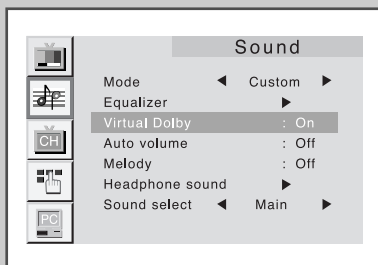 Sound
Mode ◀ Custom ▶
Equalizer ▶
Virtual Dolby : On
CH Auto volume : Off
Melody : Off
Headphone sound ▶
PC Sound select ◀ Main ▶